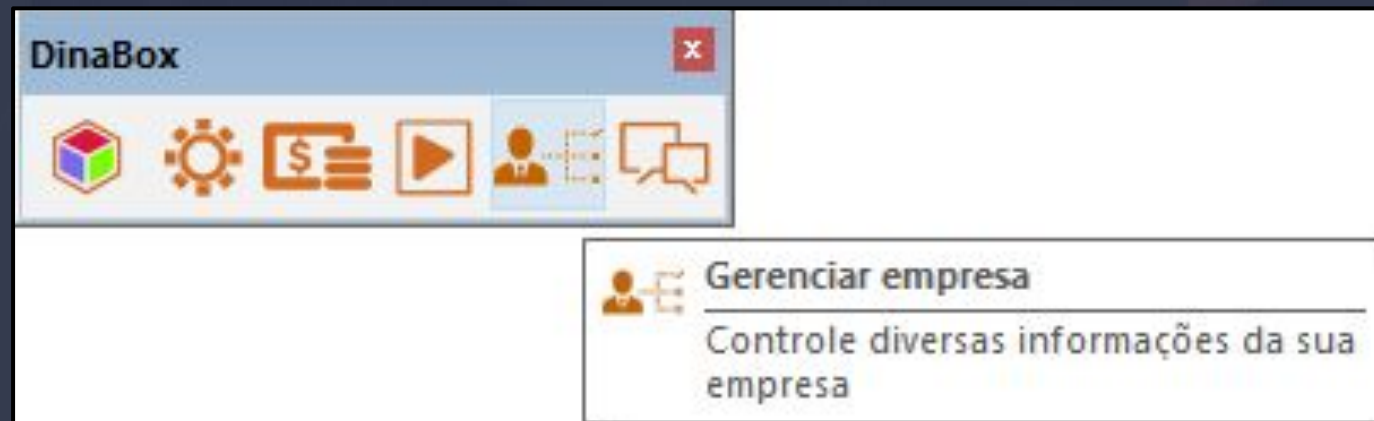 DinaBox
Gerenciar empresa
Controle diversas informações da sua
empresa